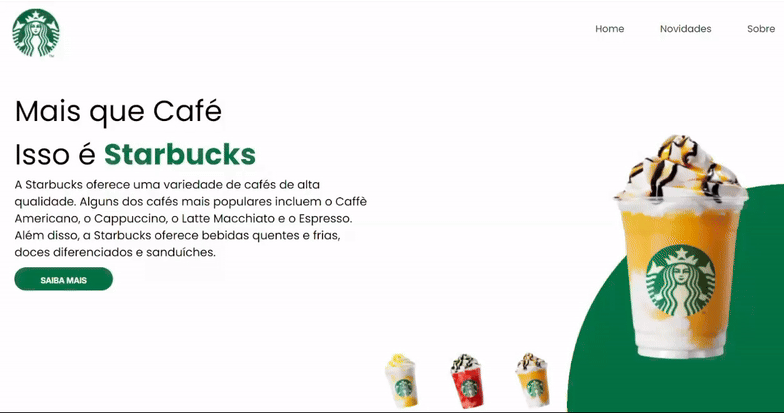 Home Novidades Sobre
Mais que Café
Isso é Starbucks
A Starbucks oferece uma variedade de cafés de alta
qualidade. Alguns dos cafés mais populares incluem o Caffè
Americano, o Cappuccino, o Latte Macchiato e o Espresso.
Além disso, a Starbucks oferece bebidas quentes e frias,
doces diferenciados e sanduíches.
SAIBA MAIS